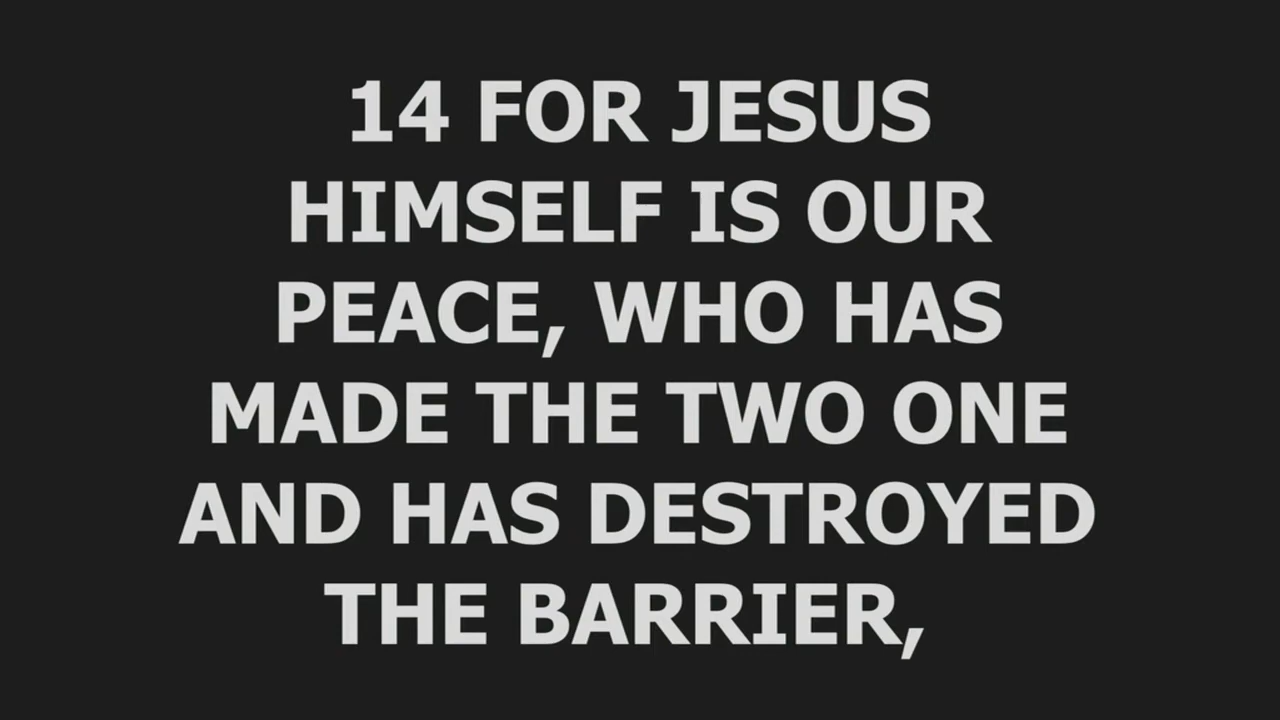 14 FOR JESUS
HIMSELF IS OUR
PEACE, WHO HAS
MADE THE TWO ONE
AND HAS DESTROYED
THE BARRIER,